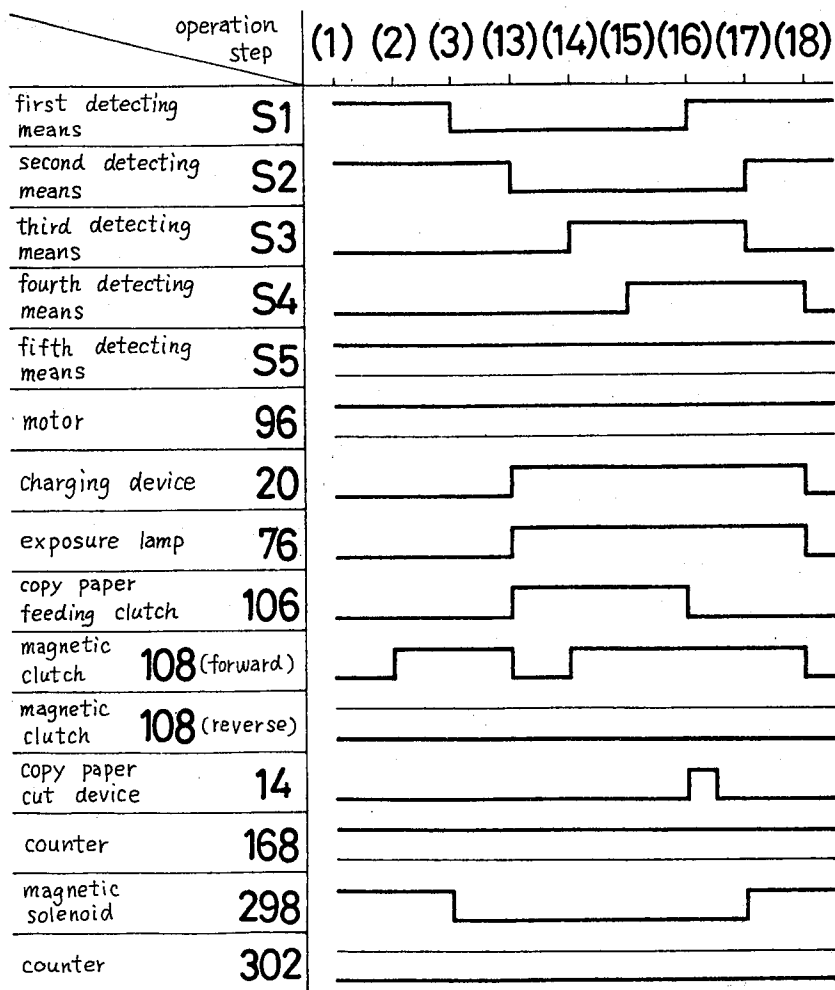 operation
step
(1) (2) (3) (13) (14) (15) (16) (17) (18)
first detecting
means S1
second detecting
means S2
third detecting
means S3
fourth detecting
means S4
fifth detecting
means S5
motor 96
charging device 20
exposure lamp 76
copy paper
feeding clutch 106
magnetic
clutch 108 (forward)
magnetic
clutch 108 (reverse)
copy paper
cut device 14
counter 168
magnetic
solenoid 298
counter 302